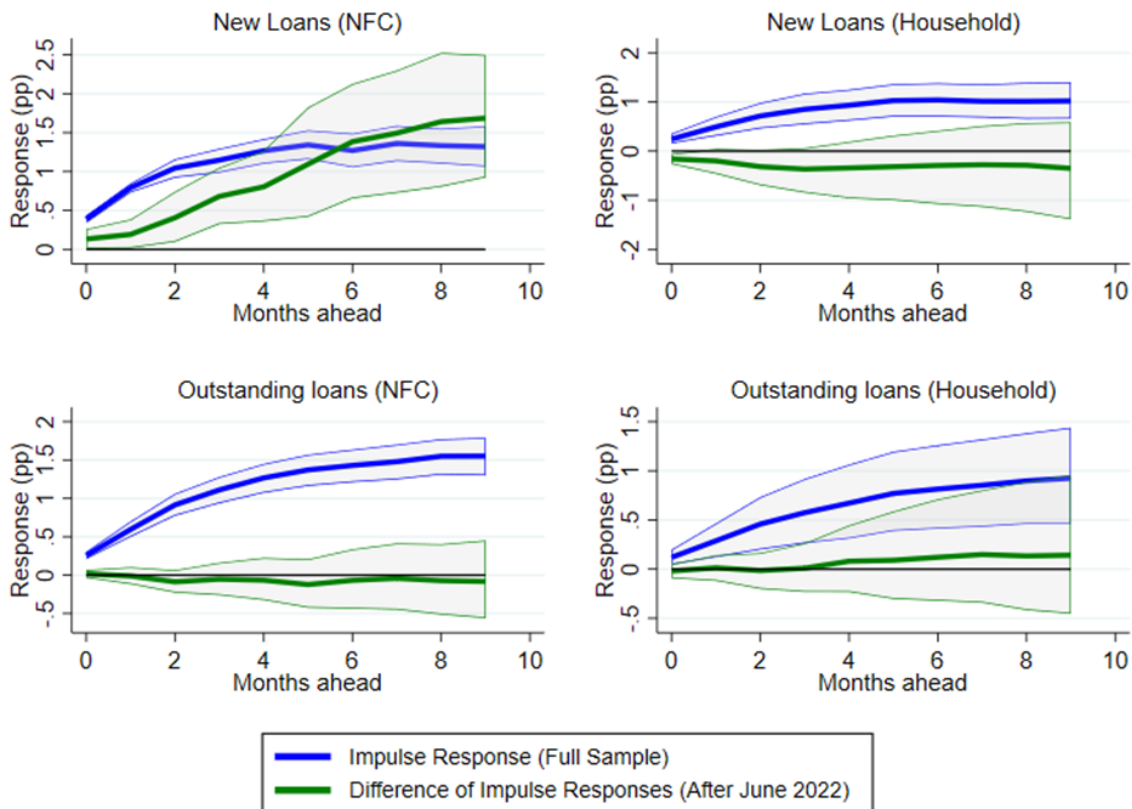 New Loans (NFC)
Response (pp)
0 .5 1 1.5 2 2.5
0 2 4 6 8 10
Months ahead
New Loans (Household)
Response (pp)
-2 -1 0 1 2
0 2 4 6 8 10
Months ahead
Outstanding loans (NFC)
Response (pp)
-.5 0 .5 1 1.5 2
0 2 4 6 8 10
Months ahead
Outstanding loans (Household)
Response (pp)
-.5 0 .5 1 1.5
0 2 4 6 8 10
Months ahead
Impulse Response (Full Sample)
Difference of Impulse Responses (After June 2022)